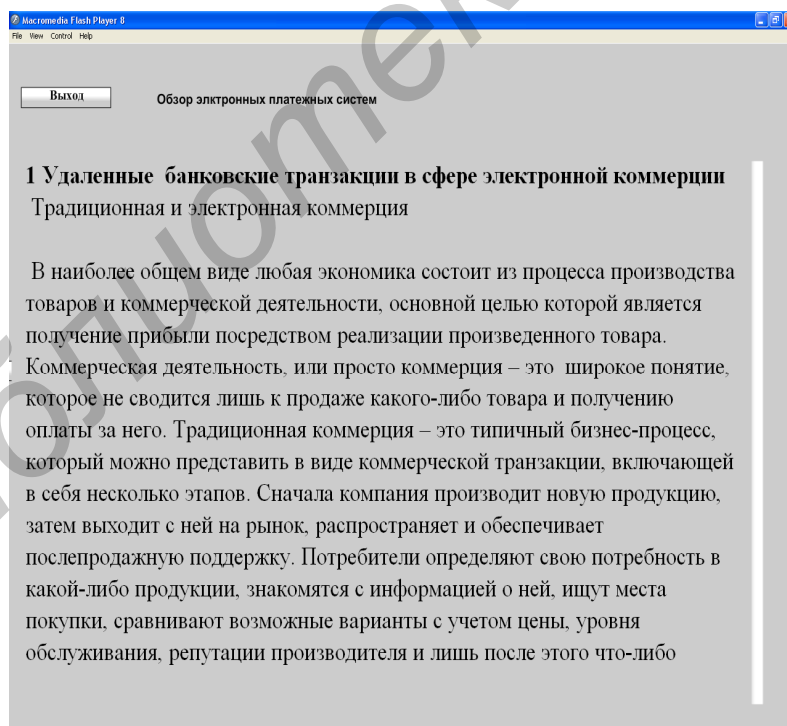 Macromedia Flash Player 8
File View Control Help
Выход
Обзор элктронных платежных систем
1 Удаленные банковские транзакции в сфере электронной коммерции
Традиционная и электронная коммерция
В наиболее общем виде любая экономика состоит из процесса производства
товаров и коммерческой деятельности, основной целью которой является
получение прибыли посредством реализации произведенного товара.
Коммерческая деятельность, или просто коммерция – это широкое понятие,
которое не сводится лишь к продаже какого-либо товара и получению
оплаты за него. Традиционная коммерция – это типичный бизнес-процесс,
который можно представить в виде коммерческой транзакции, включающей
в себя несколько этапов. Сначала компания производит новую продукцию,
затем выходит с ней на рынок, распространяет и обеспечивает
послепродажную поддержку. Потребители определяют свою потребность в
какой-либо продукции, знакомятся с информацией о ней, ищут места
покупки, сравнивают возможные варианты с учетом цены, уровня
обслуживания, репутации производителя и лишь после этого что-либо